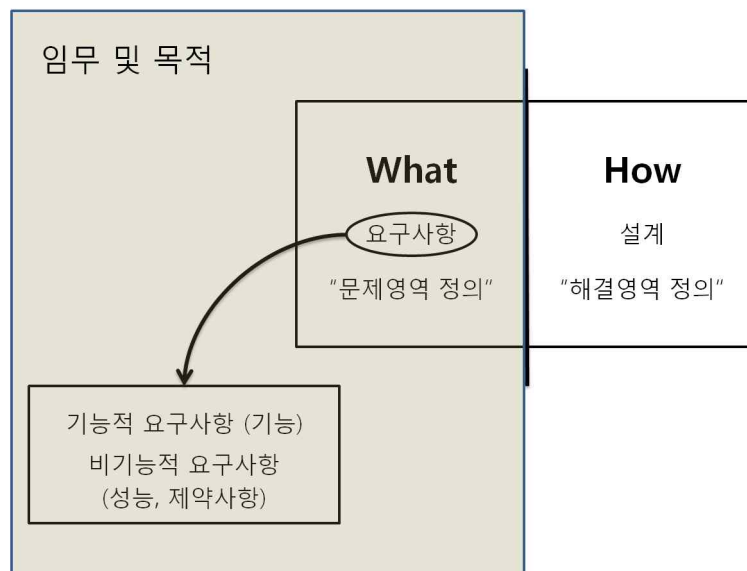 임무 및 목적
What
요구사항
“문제영역 정의“
How
설계
“해결영역 정의“
기능적 요구사항 (기능)
비기능적 요구사항
(성능, 제약사항)